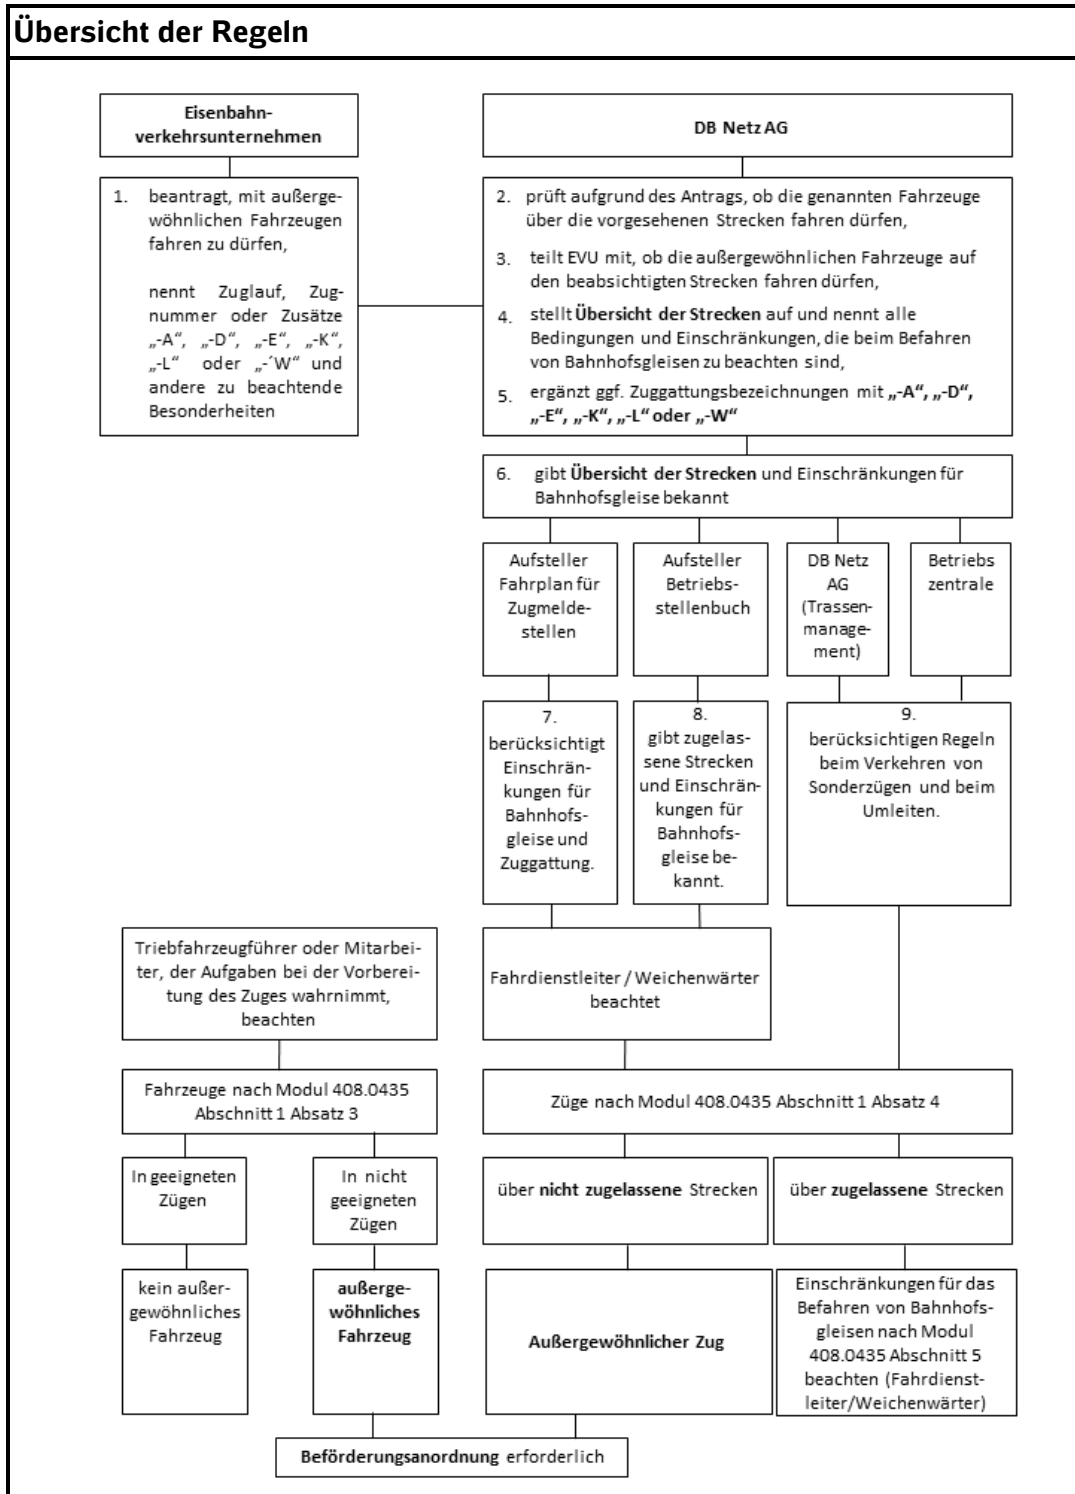 Übersicht der Regeln
Eisenbahn-
verkehrsunternehmen
DB Netz AG
1. beantragt, mit außerge-
wöhnlichen Fahrzeugen
fahren zu dürfen,
nennt Zuglauf, Zug-
nummer oder Zusätze
„-A“, „-D“, „-E“, „-K“,
„-L“ oder „-´W“ und
andere zu beachtende
Besonderheiten
2. prüft aufgrund des Antrags, ob die genannten Fahrzeuge
über die vorgesehenen Strecken fahren dürfen,
3. teilt EVU mit, ob die außergewöhnlichen Fahrzeuge auf
den beabsichtigten Strecken fahren dürfen,
4. stellt Übersicht der Strecken auf und nennt alle
Bedingungen und Einschränkungen, die beim Befahren
von Bahnhofsgleisen zu beachten sind,
5. ergänzt ggf. Zuggattungsbezeichnungen mit „-A“, „-D“,
„-E“, „-K“, „-L“ oder „-W“
6. gibt Übersicht der Strecken und Einschränkungen für
Bahnhofsgleise bekannt
Aufsteller
Fahrplan für
Zugmelde-
stellen
Aufsteller
Betriebs-
stellenbuch
DB Netz
AG
(Trassen-
manage-
ment)
Betriebs
zentrale
7.
berücksichtigt
Einschrän-
kungen für
Bahnhofs-
gleise und
Zuggattung.
8.
gibt zugelas-
sene Strecken
und Einschrän-
kungen für
Bahnhofs-
gleise be-
kannt.
9.
berücksichtigen Regeln
beim Verkehren von
Sonderzügen und beim
Umleiten.
Triebfahrzeugführer oder Mitarbei-
ter, der Aufgaben bei der Vorberei-
tung des Zuges wahrnimmt,
beachten
Fahrdienstleiter / Weichenwärter
beachtet
Fahrzeuge nach Modul 408.0435
Abschnitt 1 Absatz 3
Züge nach Modul 408.0435 Abschnitt 1 Absatz 4
In geeigneten
Zügen
In nicht
geeigneten
Zügen
über nicht zugelassene Strecken
über zugelassene Strecken
kein außer-
gewöhnliches
Fahrzeug
außerge-
wöhnliches
Fahrzeug
Außergewöhnlicher Zug
Einschränkungen für das
Befahren von Bahnhofs-
gleisen nach Modul
408.0435 Abschnitt 5
beachten (Fahrdienst-
leiter/Weichenwärter)
Beförderungsanordnung erforderlich